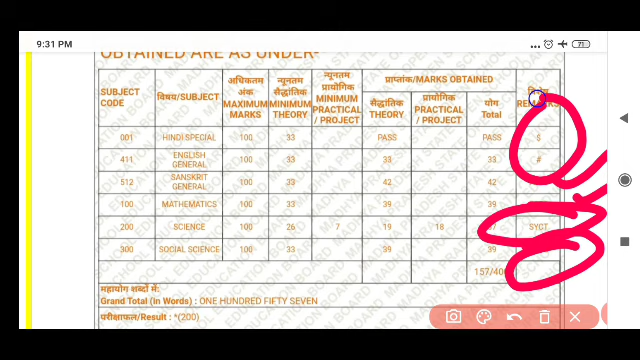 9:31 PM
71
OBTAINED ARE AS UNDER-
SUBJECT CODE विषय/SUBJECT अधिकतम अंक MAXIMUM MARKS न्यूनतम सैद्धांतिक MINIMUM THEORY न्यूनतम प्रायोगिक MINIMUM PRACTICAL / PROJECT प्राप्तांक/MARKS OBTAINED REMARKS
सैद्धांतिक THEORY प्रायोगिक PRACTICAL / PROJECT योग Total
001 HINDI SPECIAL 100 33 PASS PASS $
411 ENGLISH GENERAL 100 33 33 33 #
512 SANSKRIT GENERAL 100 33 42 42
100 MATHEMATICS 100 33 39 39
200 SCIENCE 100 26 7 19 18 SYCT
300 SOCIAL SCIENCE 100 33 39 39
157/400
महायोग शब्दों में:
Grand Total (in Words) : ONE HUNDRED FIFTY SEVEN
परीक्षाफल/Result : *(200)